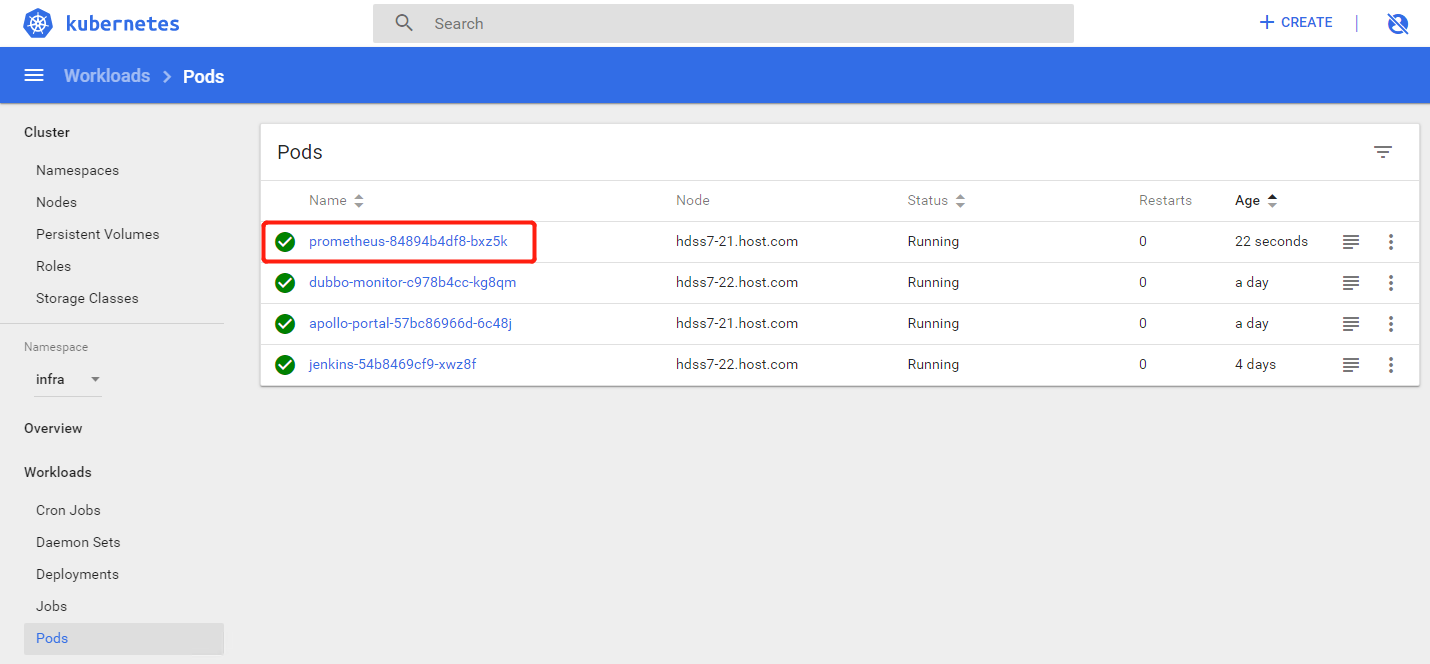 kubernetes
Search
CREATE
Workloads
Pods
Cluster
Namespaces
Nodes
Persistent Volumes
Roles
Storage Classes
Namespace
infra
Overview
Workloads
Cron Jobs
Daemon Sets
Deployments
Jobs
Pods
Pods
Name Node Status Restarts Age
prometheus-84894b4df8-bxz5k hdss7-21.host.com Running 0 22 seconds
dubbo-monitor-c978b4cc-kg8qm hdss7-22.host.com Running 0 a day
apollo-portal-57bc86966d-6c48j hdss7-21.host.com Running 0 a day
jenkins-54b8469cf9-xwz8f hdss7-22.host.com Running 0 4 days